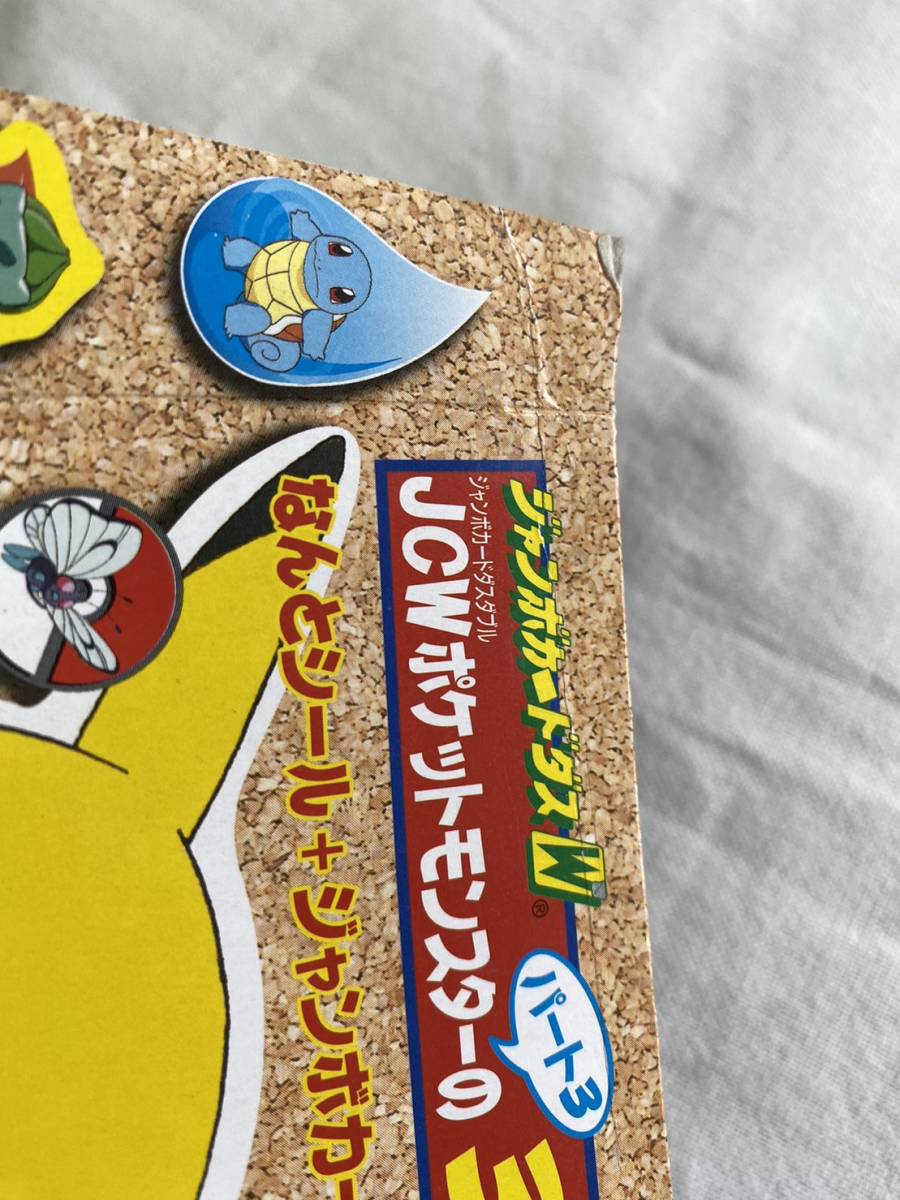 ジャンボカードダスW®
パート3
ジャンボカードダスダブル
JCWポケットモンスターの
なんとシール+ジャンボカー